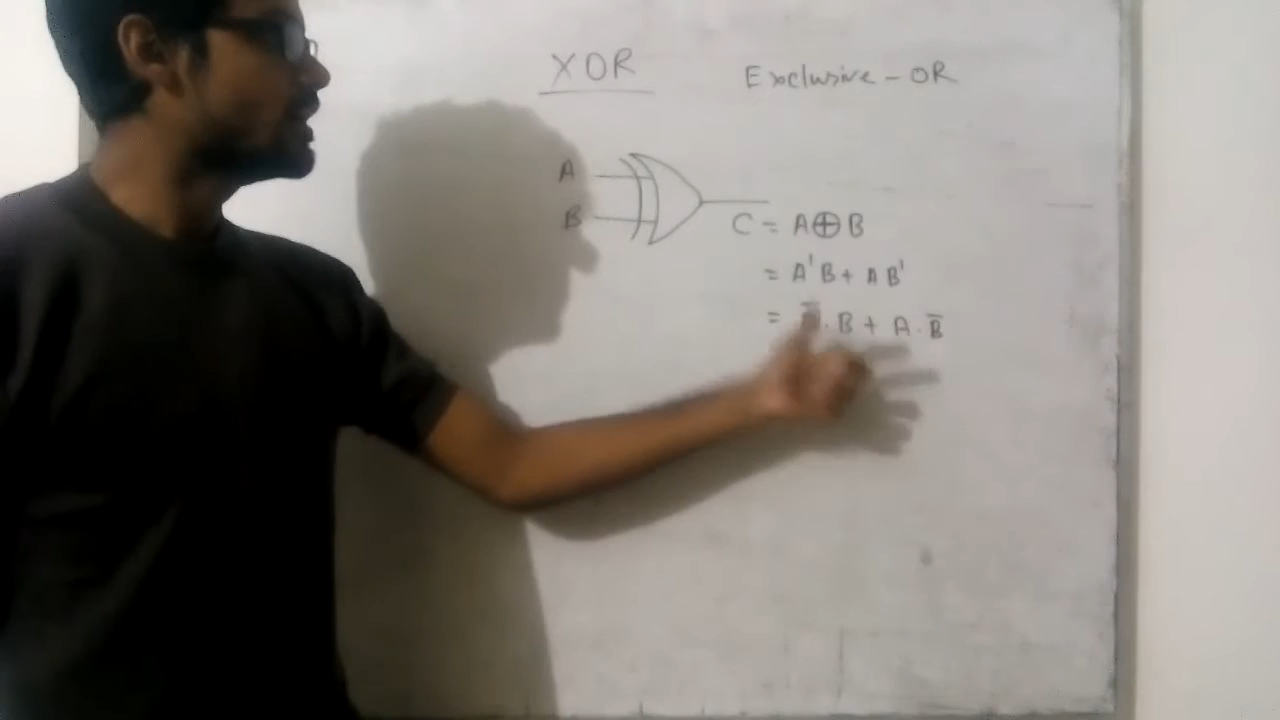 XOR Exclusive-OR
A
B
C = A⊕B
= A'B + AB'
= . B + A . B̅